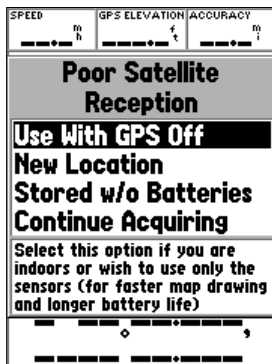 SPEED GPS ELEVATION ACCURACY
m h f t m i
Poor Satellite
Reception
Use With GPS Off
New Location
Stored w/o Batteries
Continue Acquiring
Select this option if you are
indoors or wish to use only the
sensors (for faster map drawing
and longer battery life)